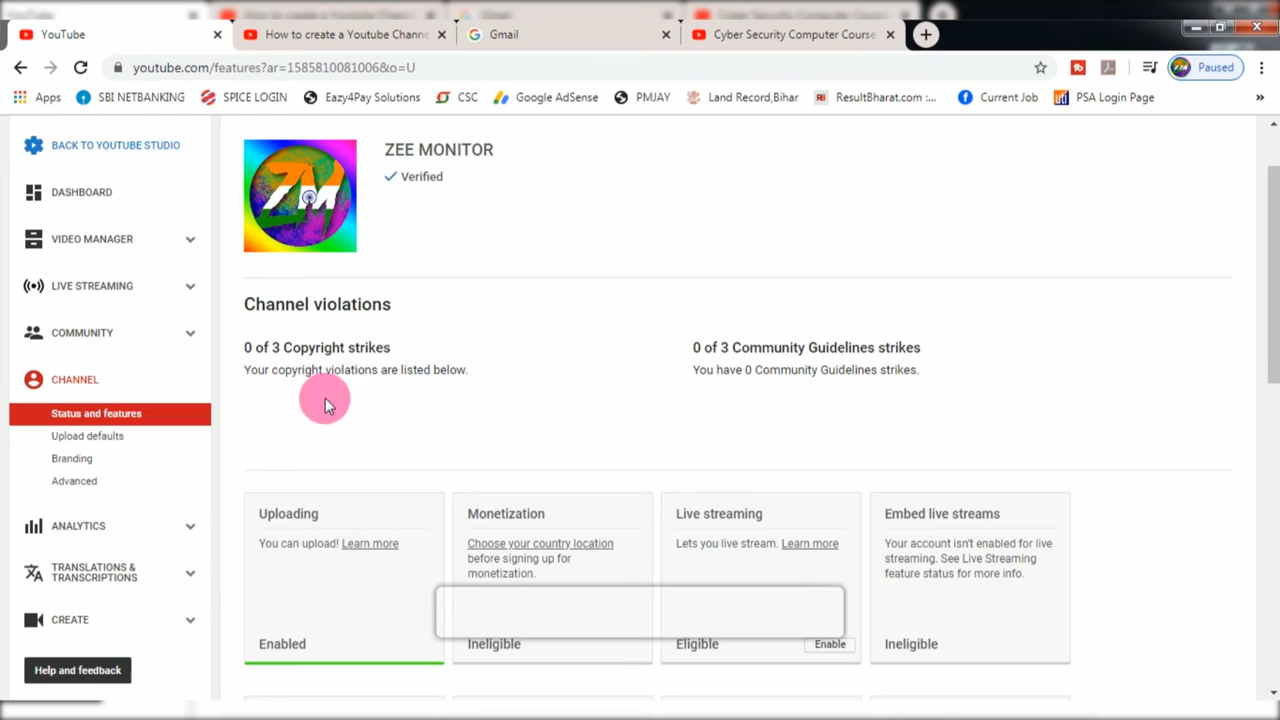 YouTube
How to create a Youtube Channe
Gmail
Cyber Security Computer Course
youtube.com/features?ar=1585810081006&o=U
Paused
Apps
SBI NETBANKING
SPICE LOGIN
Eazy4Pay Solutions
CSC
Google AdSense
PMJAY
Land Record,Bihar
ResultBharat.com :...
Current Job
PSA Login Page
BACK TO YOUTUBE STUDIO
DASHBOARD
VIDEO MANAGER
LIVE STREAMING
COMMUNITY
CHANNEL
Status and features
Upload defaults
Branding
Advanced
ANALYTICS
TRANSLATIONS &
TRANSCRIPTIONS
CREATE
Help and feedback
ZM
ZEE MONITOR
Verified
Channel violations
0 of 3 Copyright strikes
Your copyright violations are listed below.
0 of 3 Community Guidelines strikes
You have 0 Community Guidelines strikes.
Uploading
You can upload! Learn more
Enabled
Monetization
Choose your country location
before signing up for
monetization.
Ineligible
Live streaming
Lets you live stream. Learn more
Eligible
Enable
Embed live streams
Your account isn't enabled for live
streaming. See Live Streaming
feature status for more info.
Ineligible